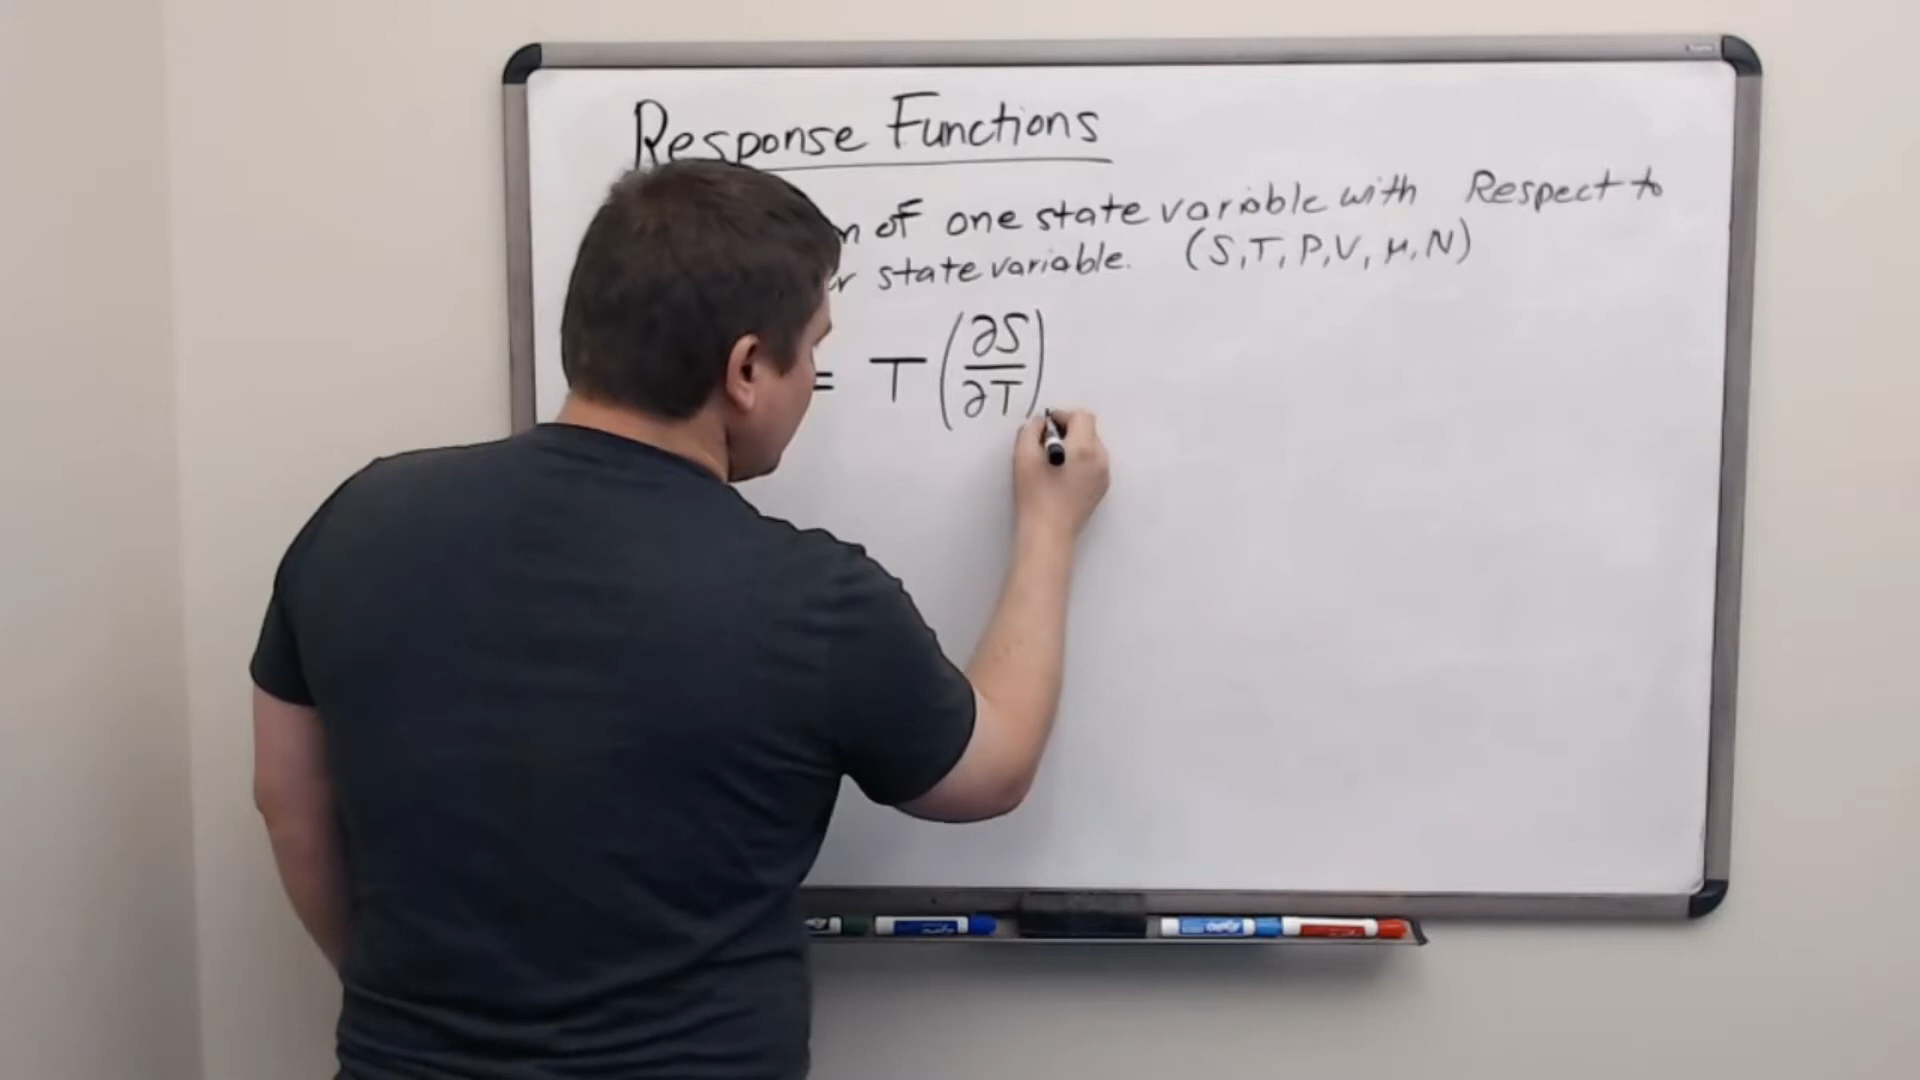 Response Functions
of one state variable with Respect to
state variable. (S,T,P,V,μ,N)
= T(∂S/∂T)